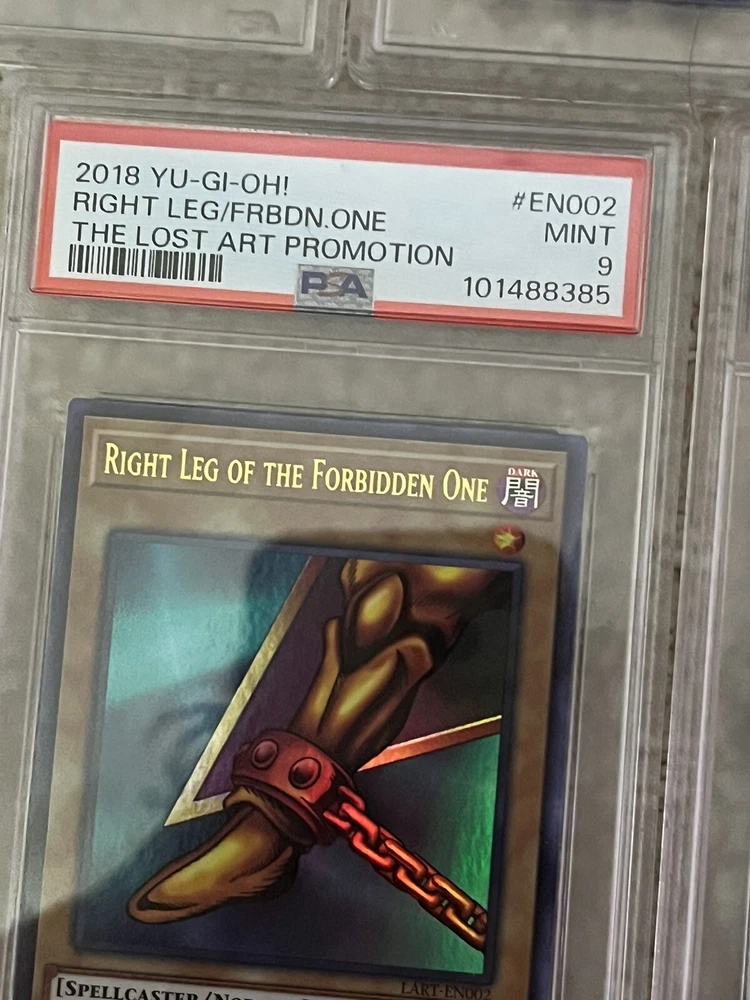 2018 YU-GI-OH!
#EN002
RIGHT LEG/FRBDN.ONE
MINT
THE LOST ART PROMOTION
9
PSA
101488385
RIGHT LEG OF THE FORBIDDEN ONE
DARK
闇
LART-EN002
[SPELLCASTER/